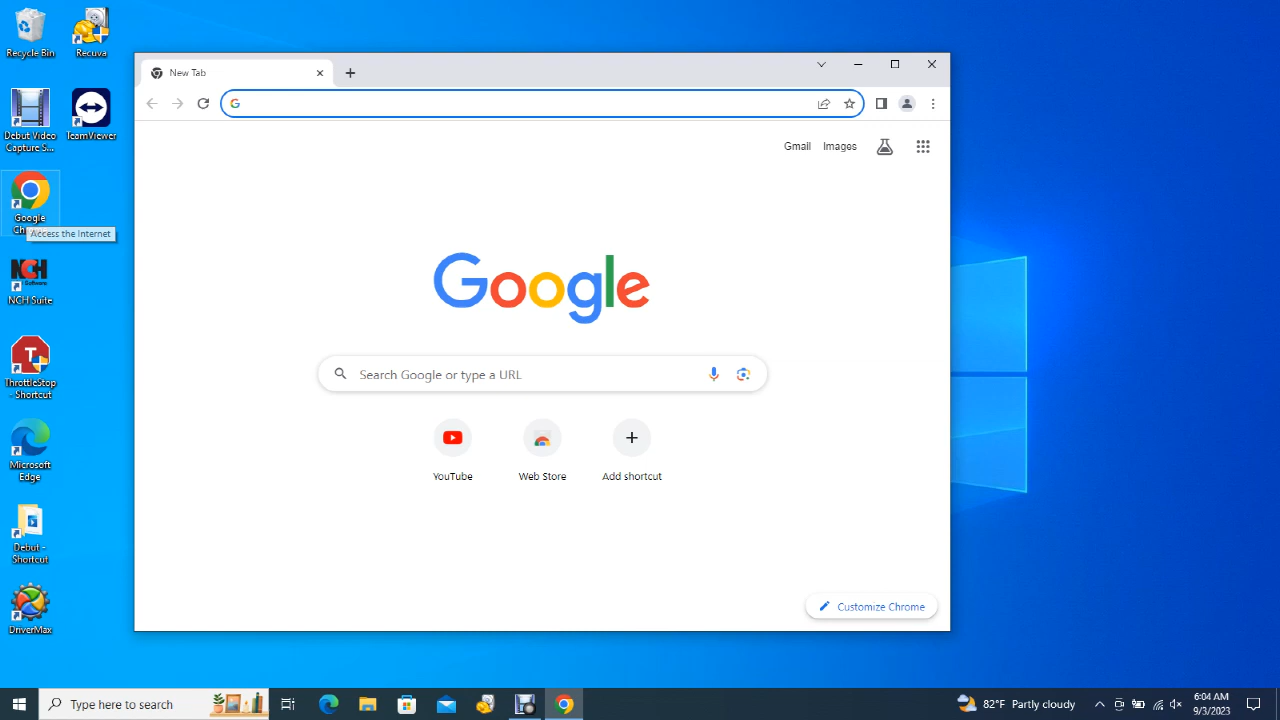 Recycle Bin
Recuva
Debut Video
Capture S...
TeamViewer
Google
Access the Internet
NCH
Software
NCH Suite
T
ThrottleStop
- Shortcut
Microsoft
Edge
Debut -
Shortcut
DriverMax
New Tab
G
Gmail
Images
Google
Search Google or type a URL
YouTube
Web Store
Add shortcut
Customize Chrome
Type here to search
82°F Partly cloudy
6:04 AM
9/3/2023